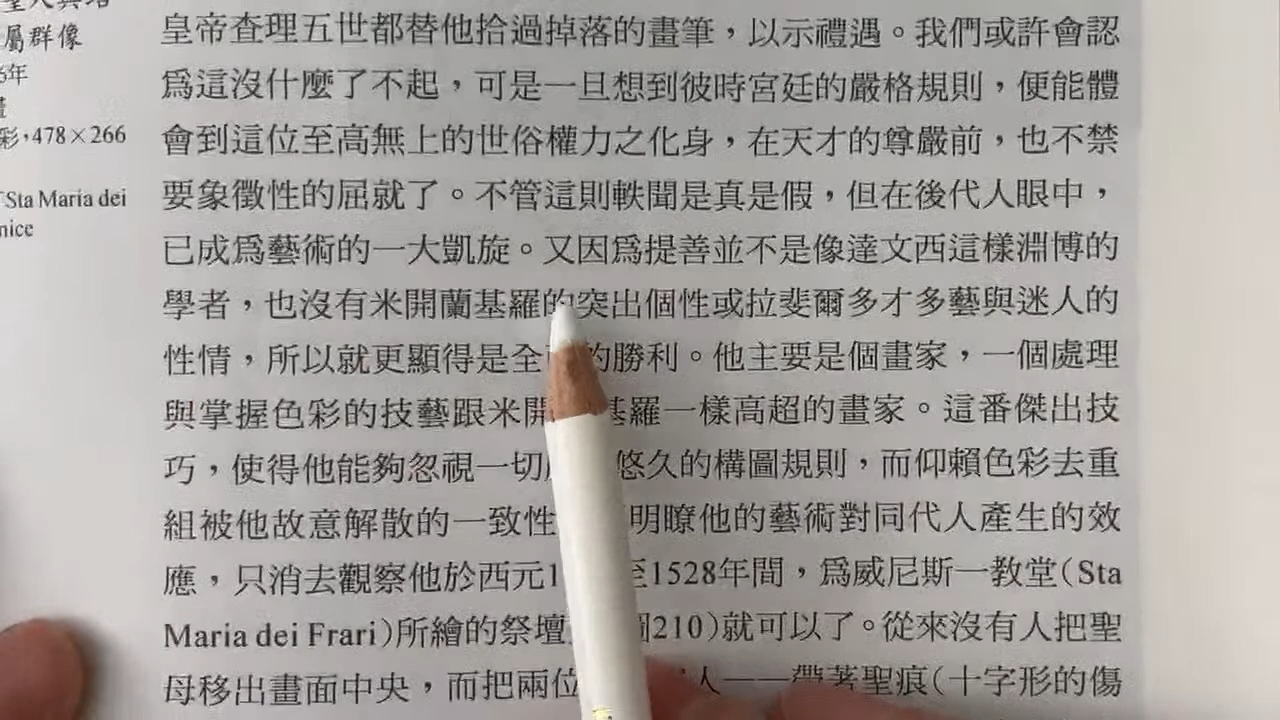 屬群像
年
彩，478×266
Sta Maria dei
nice
皇帝查理五世都替他拾過掉落的畫筆，以示禮遇。我們或許會認
爲這沒什麼了不起，可是一旦想到彼時宮廷的嚴格規則，便能體
會到這位至高無上的世俗權力之化身，在天才的尊嚴前，也不禁
要象徵性的屈就了。不管這則軼聞是真是假，但在後代人眼中，
已成爲藝術的一大凱旋。又因爲提善並不是像達文西這樣淵博的
學者，也沒有米開蘭基羅的突出個性或拉斐爾多才多藝與迷人的
性情，所以就更顯得是全的勝利。他主要是個畫家，一個處理
與掌握色彩的技藝跟米開基羅一樣高超的畫家。這番傑出技
巧，使得他能夠忽視一切悠久的構圖規則，而仰賴色彩去重
組被他故意解散的一致性明瞭他的藝術對同代人產生的效
應，只消去觀察他於西元1至1528年間，爲威尼斯一教堂（Sta
Maria dei Frari）所繪的祭壇210）就可以了。從來沒有人把聖
母移出畫面中央，而把兩位人——帶著聖痕（十字形的傷